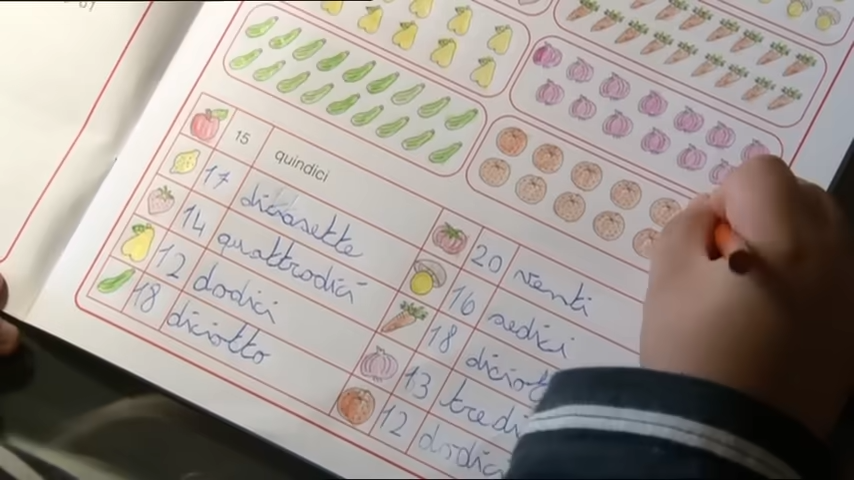 15 quindici
17 diciasette
14 quattrodici
12 dodici
18 diciotto
20 venti
16 sedici
18 diciot
13 tredi
12 dodici